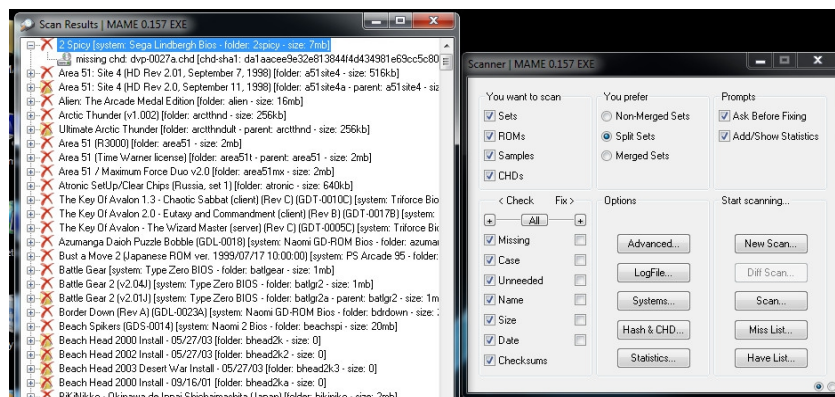 Scan Results | MAME 0.157 EXE
2 Spicy [system: Sega Lindbergh Bios - folder: 2spicy - size: 7mb]
missing chd: dvp-0027a.chd [chd-sha1: da1aacee9e32e813844f4d434981e69cc5c80
Area 51: Site 4 (HD Rev 2.01, September 7, 1998) [folder: a51site4 - size: 516kb]
Area 51: Site 4 (HD Rev 2.0, September 11, 1998) [folder: a51site4a - parent: a51site4 - siz
Alien: The Arcade Medal Edition [folder: alien - size: 16mb]
Arctic Thunder (v1.002) [folder: arctthnd - size: 256kb]
Ultimate Arctic Thunder [folder: arctthndult - parent: arctthnd - size: 256kb]
Area 51 (R3000) [folder: area51 - size: 2mb]
Area 51 (Time Warner license) [folder: area51t - parent: area51 - size: 2mb]
Area 51 / Maximum Force Duo v2.0 [folder: area51mx - size: 2mb]
Atronic SetUp/Clear Chips (Russia, set 1) [folder: atronic - size: 640kb]
The Key Of Avalon 1.3 - Chaotic Sabbat (client) (Rev C) (GDT-0010C) [system: Triforce Bio
The Key Of Avalon 2.0 - Eutaxy and Commandment (client) (Rev B) (GDT-0017B) [system:
The Key Of Avalon - The Wizard Master (server) (Rev C) (GDT-0005C) [system: Triforce Bi
Azumanga Daioh Puzzle Bobble (GDL-0018) [system: Naomi GD-ROM Bios - folder: azumar
Bust a Move 2 (Japanese ROM ver. 1999/07/17 10:00:00) [system: PS Arcade 95 - folder:
Battle Gear [system: Type Zero BIOS - folder: batlgear - size: 1mb]
Battle Gear 2 (v2.04J) [system: Type Zero BIOS - folder: batlgr2 - size: 1mb]
Battle Gear 2 (v2.01J) [system: Type Zero BIOS - folder: batlgr2a - parent: batlgr2 - size: 1m
Border Down (Rev A) (GDL-0023A) [system: Naomi GD-ROM Bios - folder: bdrdown - size:
Beach Spikers (GDS-0014) [system: Naomi 2 Bios - folder: beachspi - size: 20mb]
Beach Head 2000 Install - 05/27/03 [folder: bhead2k - size: 0]
Beach Head 2002 Install - 05/27/03 [folder: bhead2k2 - size: 0]
Beach Head 2003 Desert War Install - 05/27/03 [folder: bhead2k3 - size: 0]
Beach Head 2000 Install - 09/16/01 [folder: bhead2ka - size: 0]
BiKiNikko - Okinawa de Ippai Shichaimashita (Japan) [folder: bikiniko - size: 2mb]
Scanner | MAME 0.157 EXE
You want to scan
Sets
ROMs
Samples
CHDs
You prefer
Non-Merged Sets
Split Sets
Merged Sets
Prompts
Ask Before Fixing
Add/Show Statistics
< Check Fix >
+ All +
Missing
Case
Unneeded
Name
Size
Date
Checksums
Options
Advanced...
LogFile...
Systems...
Hash & CHD...
Statistics...
Start scanning...
New Scan...
Diff Scan...
Scan...
Miss List...
Have List...